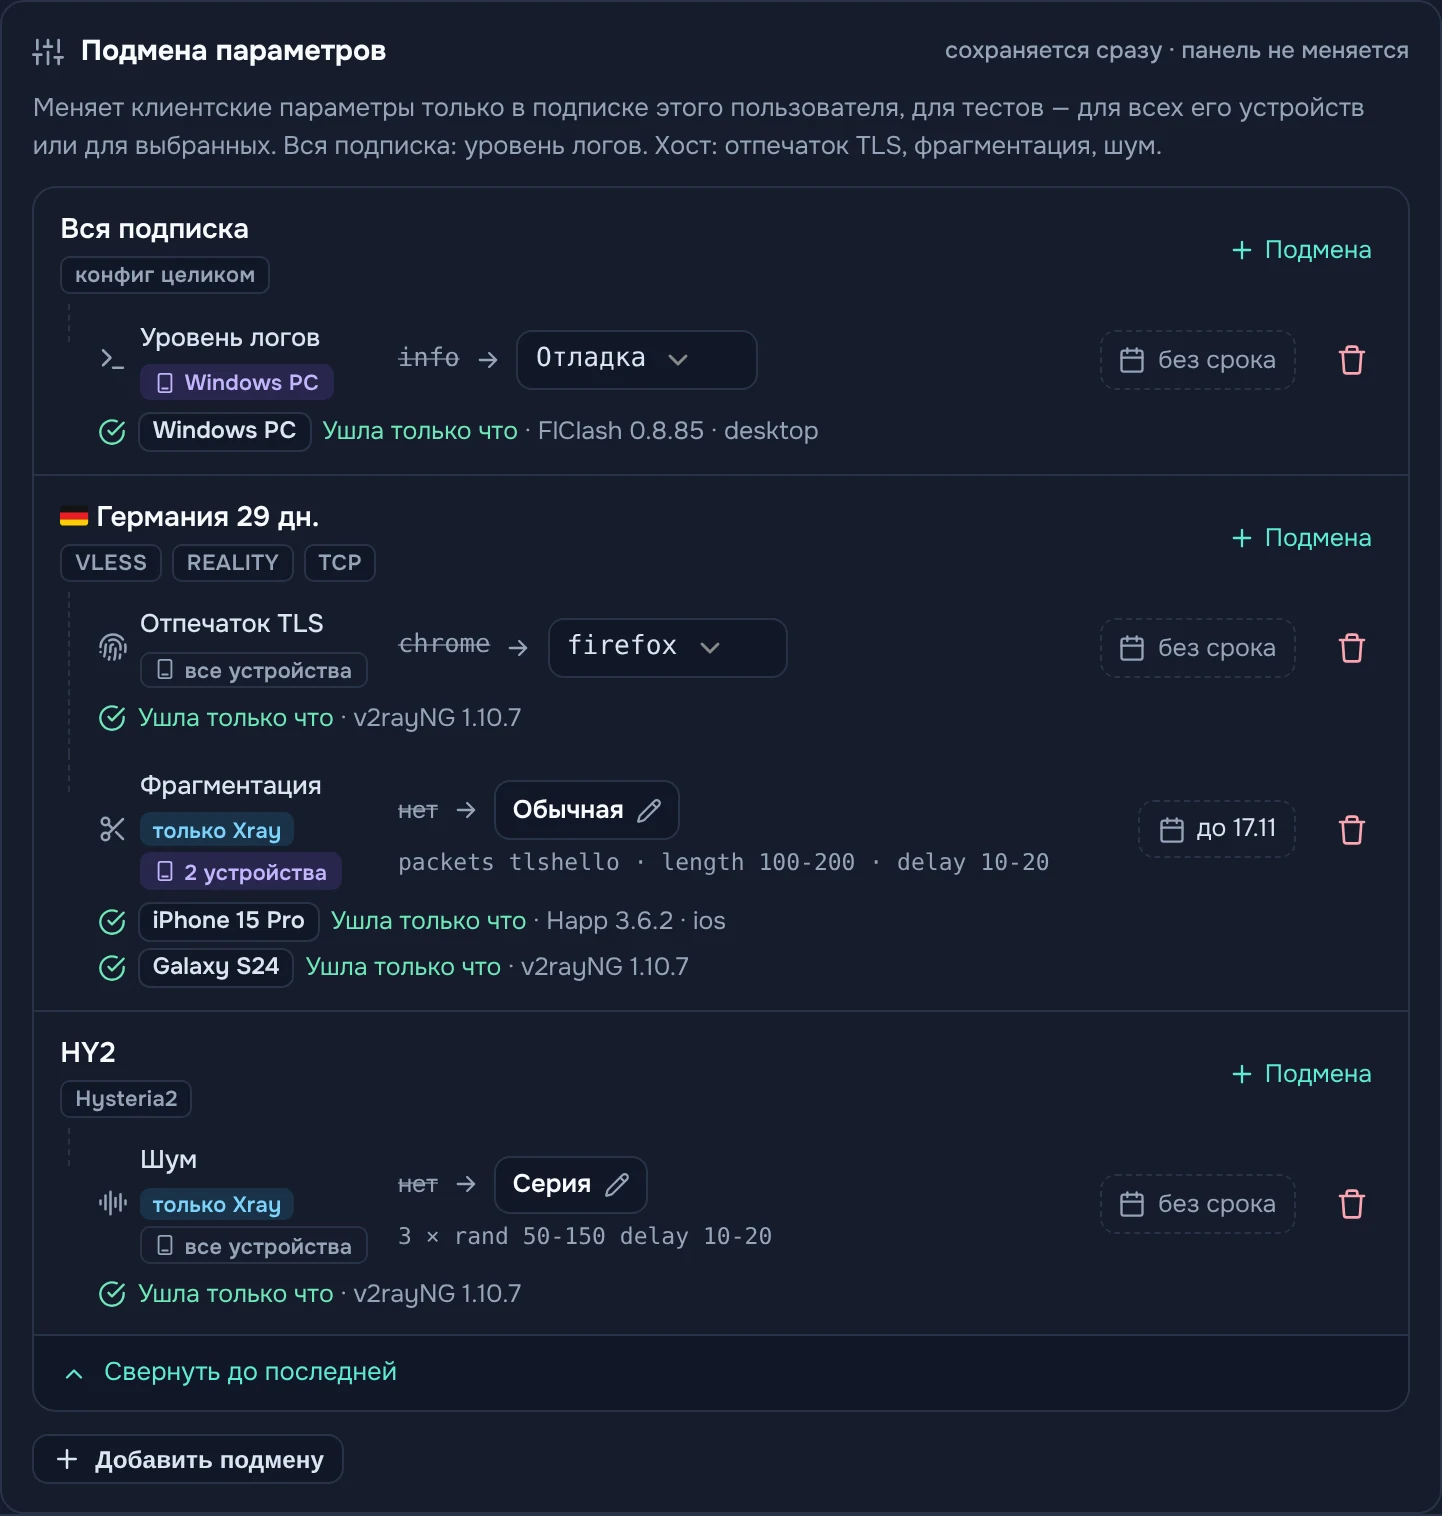 Подмена параметров
сохраняется сразу · панель не меняется
Меняет клиентские параметры только в подписке этого пользователя, для тестов — для всех его устройств
или для выбранных. Вся подписка: уровень логов. Хост: отпечаток TLS, фрагментация, шум.
Вся подписка
конфиг целиком
+ Подмена
Уровень логов
Windows PC
info → Отладка
без срока
Windows PC Ушла только что · FlClash 0.8.85 · desktop
Германия 29 дн.
VLESS REALITY TCP
+ Подмена
Отпечаток TLS
все устройства
chrome → firefox
без срока
Ушла только что · v2rayNG 1.10.7
Фрагментация
только Xray
2 устройства
нет → Обычная
packets tlshello · length 100-200 · delay 10-20
до 17.11
iPhone 15 Pro Ушла только что · Happ 3.6.2 · ios
Galaxy S24 Ушла только что · v2rayNG 1.10.7
HY2
Hysteria2
+ Подмена
Шум
только Xray
все устройства
нет → Серия
3 × rand 50-150 delay 10-20
без срока
Ушла только что · v2rayNG 1.10.7
Свернуть до последней
+ Добавить подмену